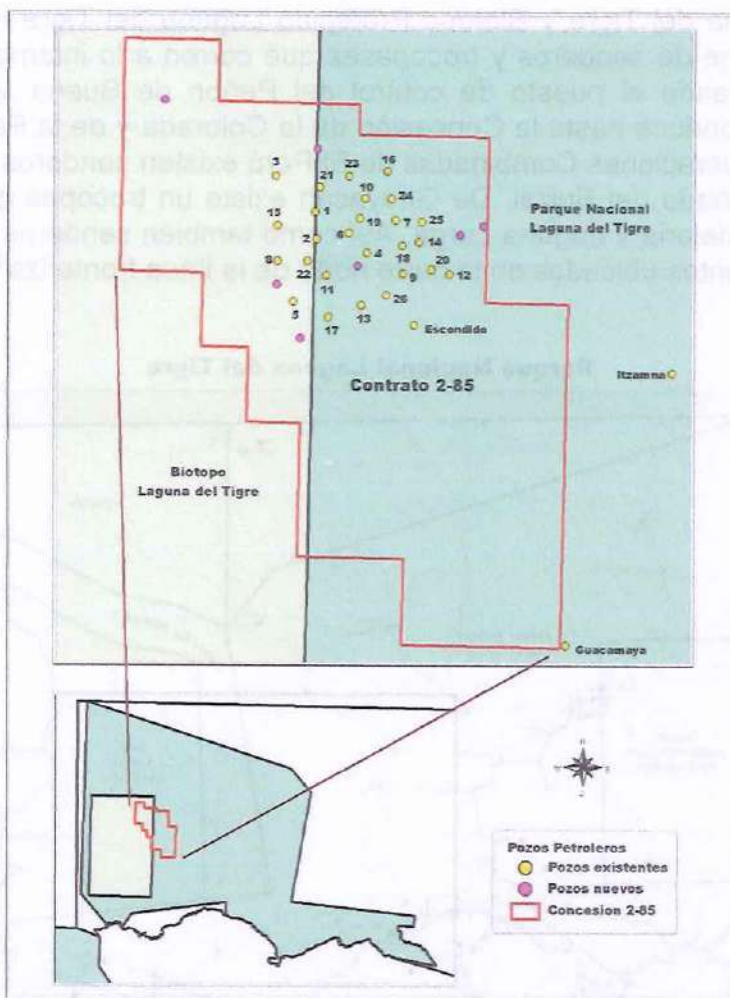 3
23
16
21
10
24
15
1
19
7
25
2
6
14
8
4
18
22
20
9
12
11
5
26
17
13
Escondido
Parque Nacional
Laguna del Tigre
Contrato 2-85
Itzamna
Biotopo
Laguna del Tigre
Guacamaya
Pozos Petroleros
Pozos existentes
Pozos nuevos
Concesion 2-85